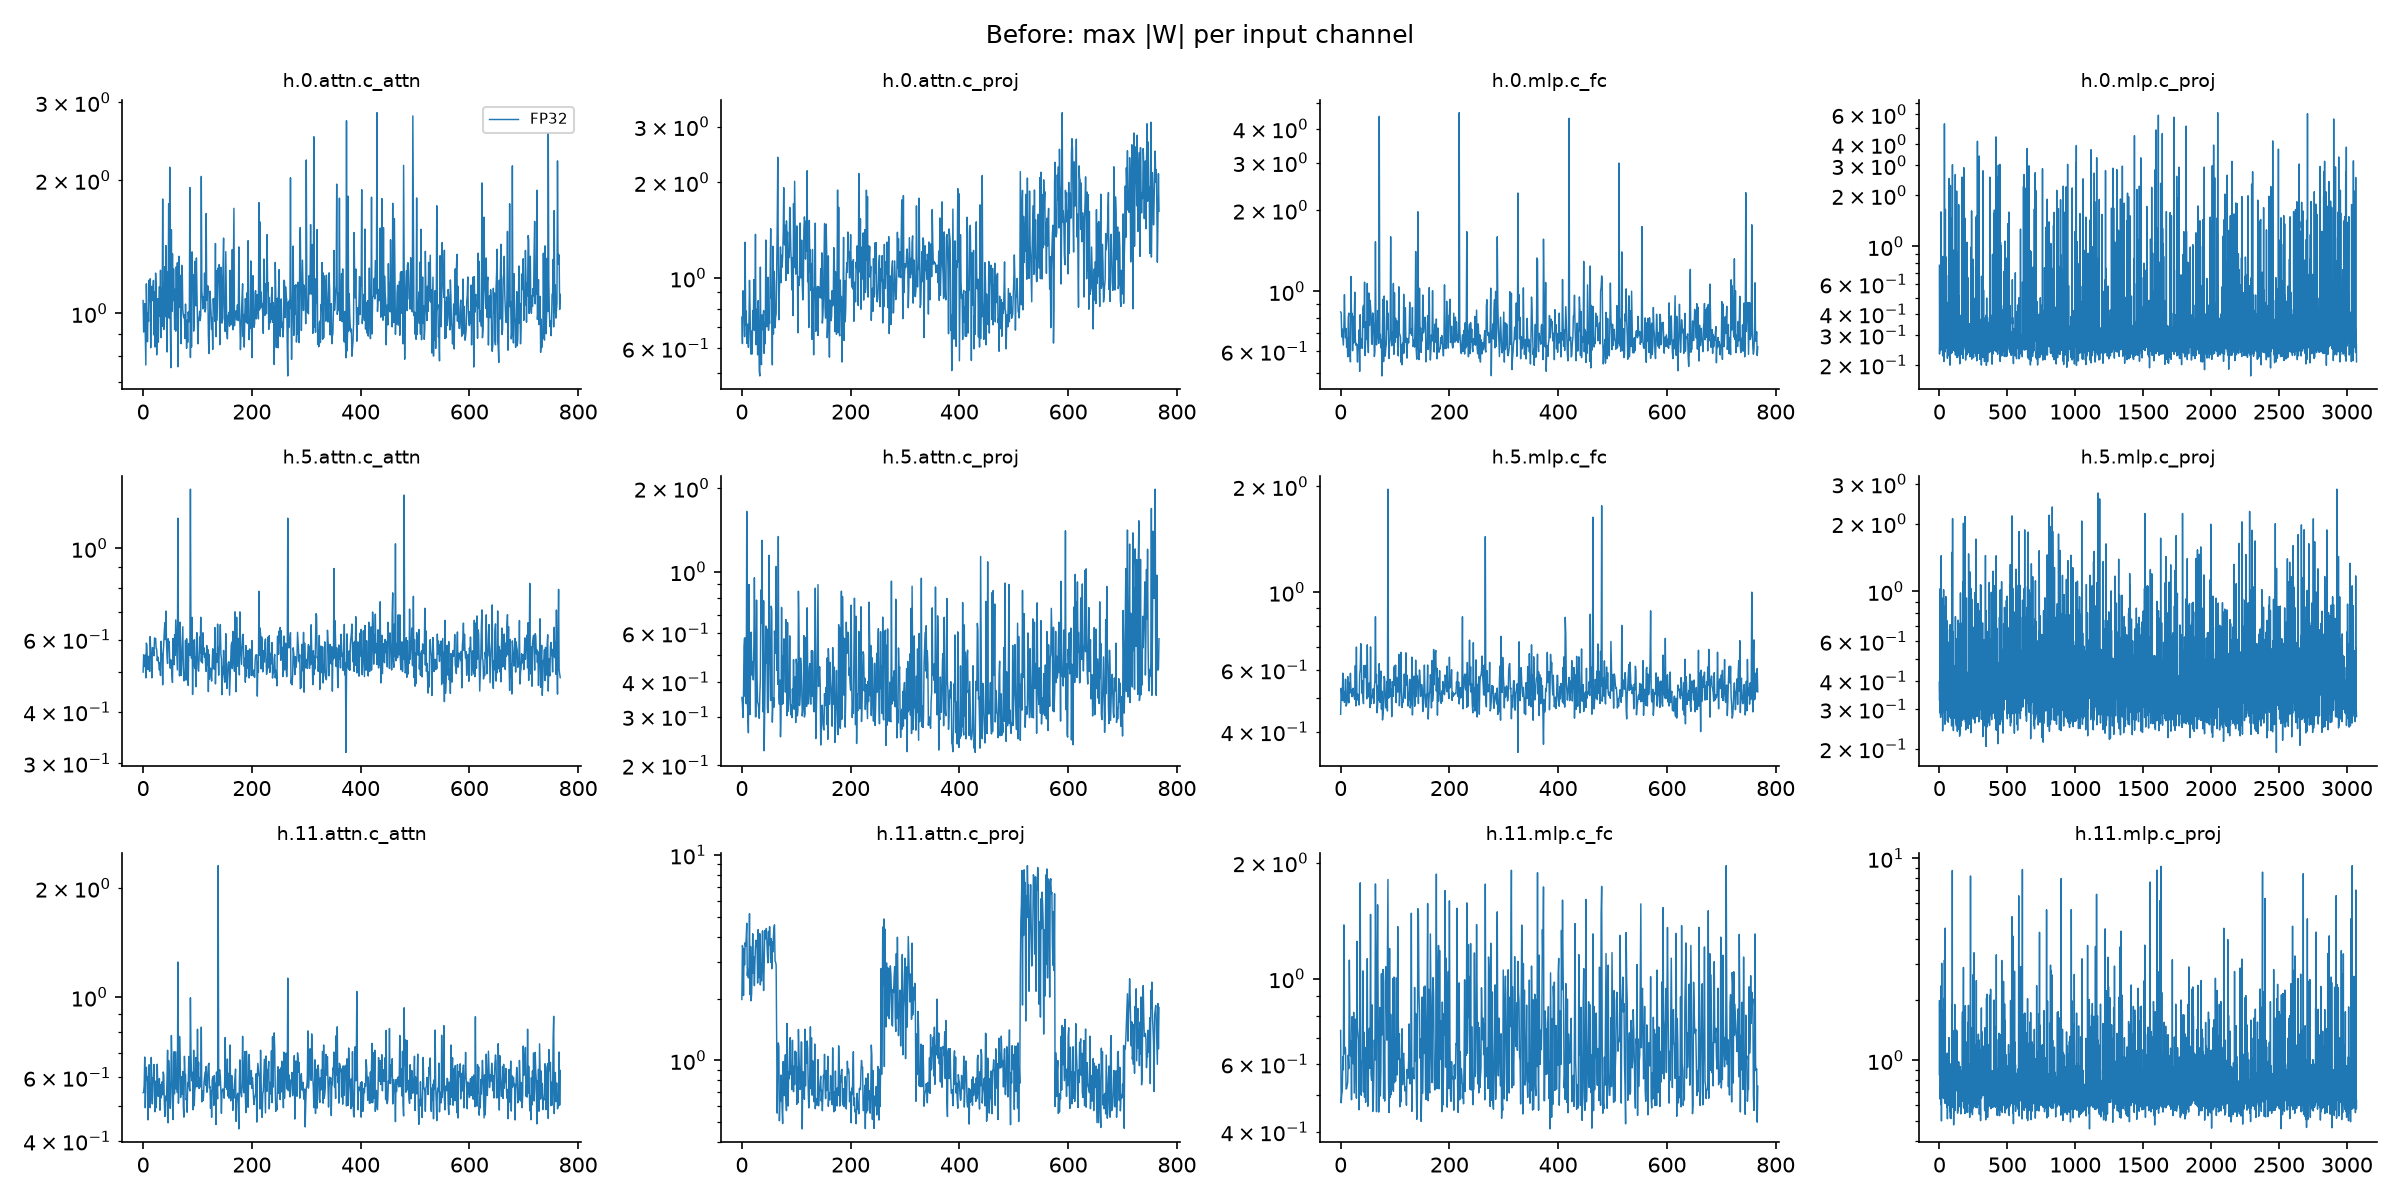 Before: max |W| per input channel
h.0.attn.c_attn
3 × 10⁰
2 × 10⁰
10⁰
FP32
0 200 400 600 800
h.0.attn.c_proj
3 × 10⁰
2 × 10⁰
10⁰
6 × 10⁻¹
0 200 400 600 800
h.0.mlp.c_fc
4 × 10⁰
3 × 10⁰
2 × 10⁰
10⁰
6 × 10⁻¹
0 200 400 600 800
h.0.mlp.c_proj
6 × 10⁰
4 × 10⁰
3 × 10⁰
2 × 10⁰
10⁰
6 × 10⁻¹
4 × 10⁻¹
3 × 10⁻¹
2 × 10⁻¹
0 500 1000 1500 2000 2500 3000
h.5.attn.c_attn
10⁰
6 × 10⁻¹
4 × 10⁻¹
3 × 10⁻¹
0 200 400 600 800
h.5.attn.c_proj
2 × 10⁰
10⁰
6 × 10⁻¹
4 × 10⁻¹
3 × 10⁻¹
2 × 10⁻¹
0 200 400 600 800
h.5.mlp.c_fc
2 × 10⁰
10⁰
6 × 10⁻¹
4 × 10⁻¹
0 200 400 600 800
h.5.mlp.c_proj
3 × 10⁰
2 × 10⁰
10⁰
6 × 10⁻¹
4 × 10⁻¹
3 × 10⁻¹
2 × 10⁻¹
0 500 1000 1500 2000 2500 3000
h.11.attn.c_attn
2 × 10⁰
10⁰
6 × 10⁻¹
4 × 10⁻¹
0 200 400 600 800
h.11.attn.c_proj
10¹
10⁰
0 200 400 600 800
h.11.mlp.c_fc
2 × 10⁰
10⁰
6 × 10⁻¹
4 × 10⁻¹
0 200 400 600 800
h.11.mlp.c_proj
10¹
10⁰
0 500 1000 1500 2000 2500 3000